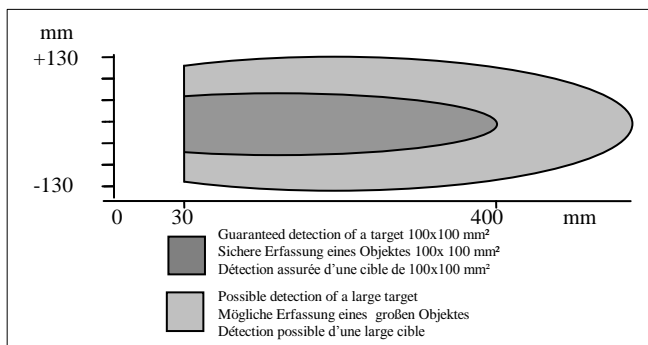 mm
+130
-130
0 30 400 mm
Guaranteed detection of a target 100x100 mm²
Sichere Erfassung eines Objektes 100x 100 mm²
Détection assurée d’une cible de 100x100 mm²
Possible detection of a large target
Mögliche Erfassung eines  großen Objektes
Détection possible d’une large cible